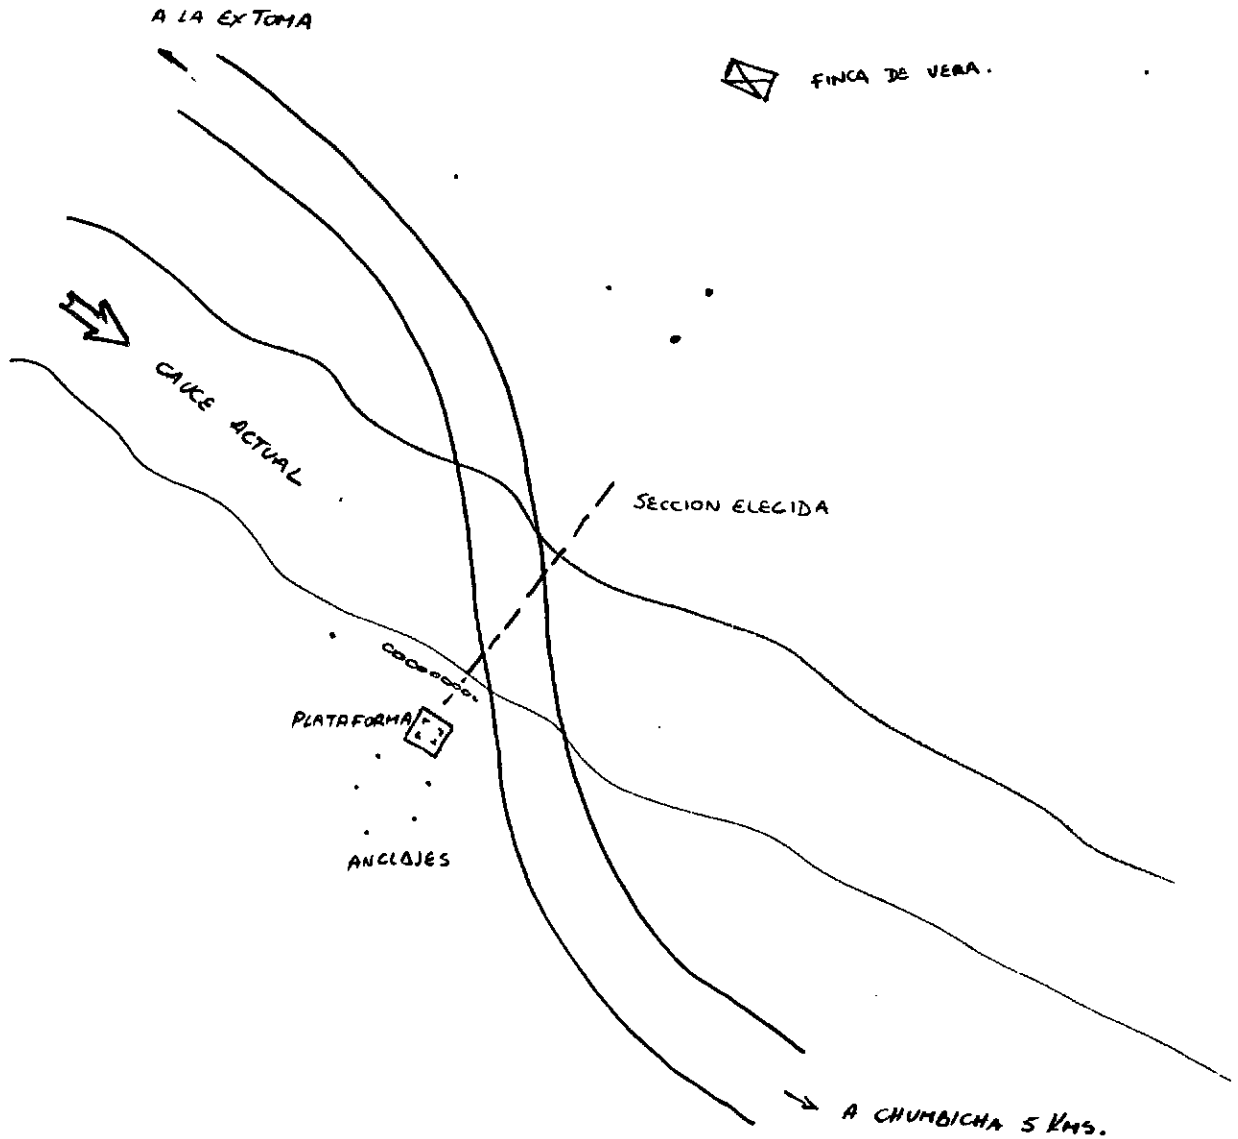 A LA EX TOMA
FINCA DE VERA.
CAUCE ACTUAL
SECCION ELEGIDA
PLATAFORMA
ANCLAJES
A CHUMBICHA 5 KMS.